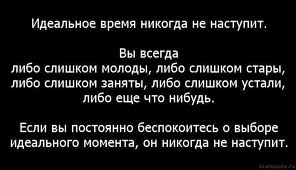 Идеальное время никогда не наступит.
Вы всегда
либо слишком молоды, либо слишком стары,
либо слишком заняты, либо слишком устали,
либо еще что нибудь.
Если вы постоянно беспокоитесь о выборе
идеального момента, он никогда не наступит.